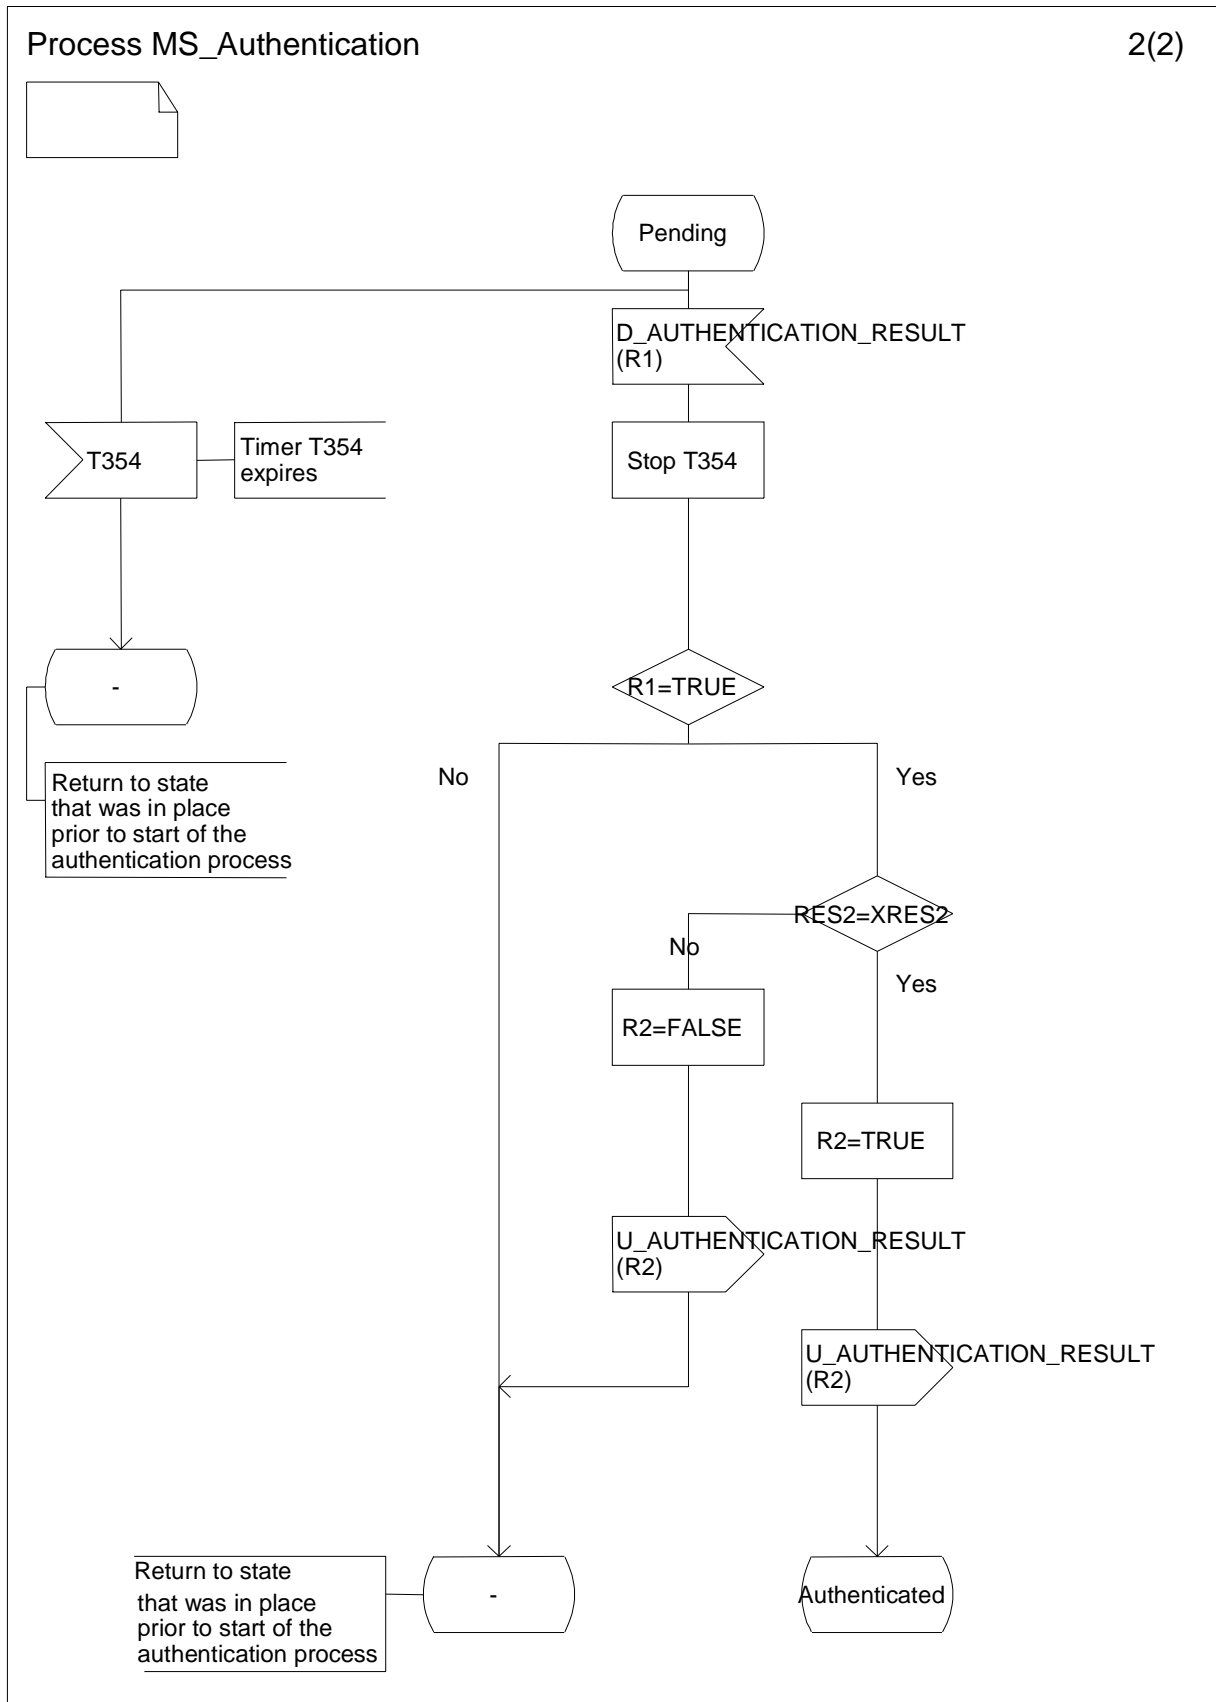 Process MS_Authentication
2(2)
Pending
D_AUTHENTICATION_RESULT
(R1)
T354
Timer T354
expires
Stop T354
-
R1=TRUE
No
Yes
Return to state
that was in place
prior to start of the
authentication process
RES2=XRES2
No
Yes
R2=FALSE
R2=TRUE
U_AUTHENTICATION_RESULT
(R2)
U_AUTHENTICATION_RESULT
(R2)
Return to state
that was in place
prior to start of the
authentication process
-
Authenticated